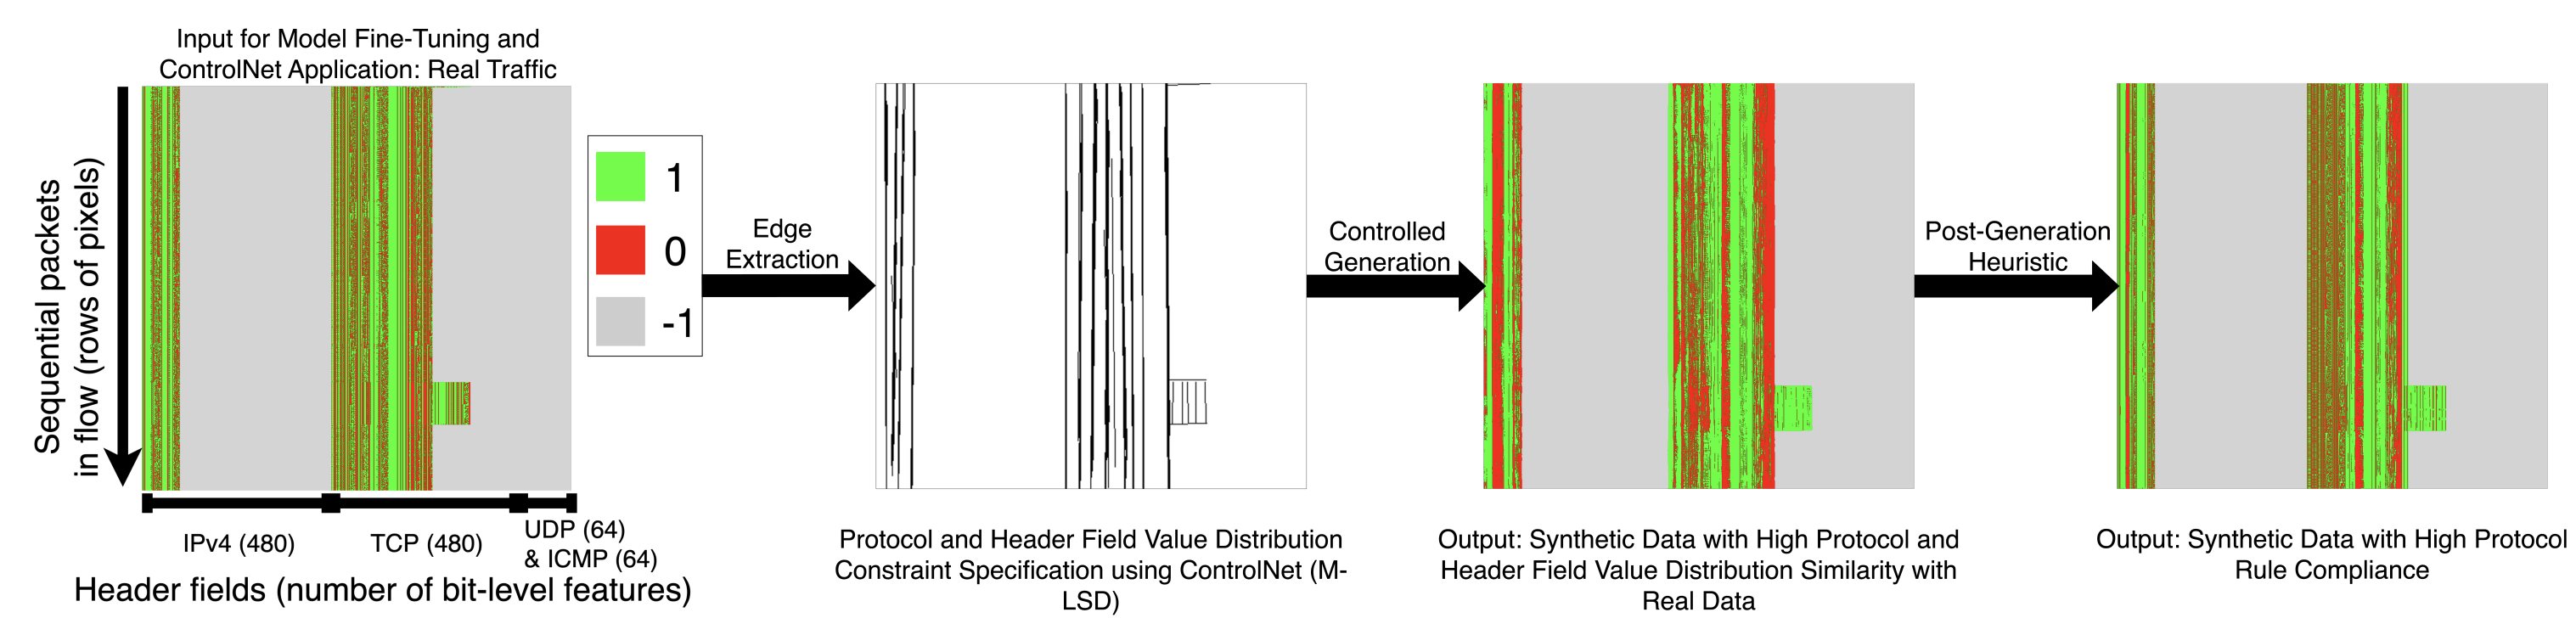 Input for Model Fine-Tuning and
ControlNet Application: Real Traffic
Sequential packets
in flow (rows of pixels)
IPv4 (480)
TCP (480)
UDP (64)
& ICMP (64)
Header fields (number of bit-level features)
1
0
-1
Edge
Extraction
Protocol and Header Field Value Distribution
Constraint Specification using ControlNet (M-
LSD)
Controlled
Generation
Output: Synthetic Data with High Protocol and
Header Field Value Distribution Similarity with
Real Data
Post-Generation
Heuristic
Output: Synthetic Data with High Protocol
Rule Compliance